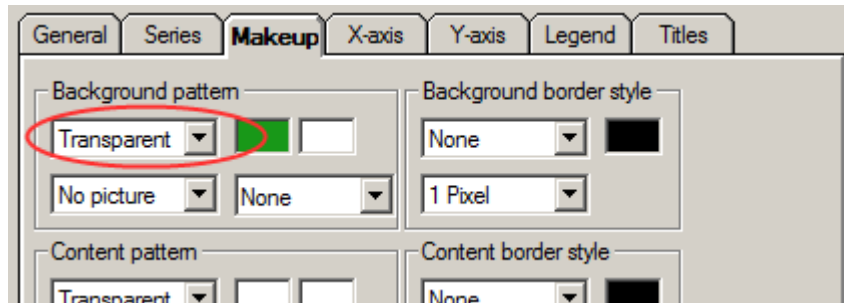 General Series Makeup X-axis Y-axis Legend Titles
Background pattern Background border style
Transparent None
No picture None 1 Pixel
Content pattern Content border style
Transparent None